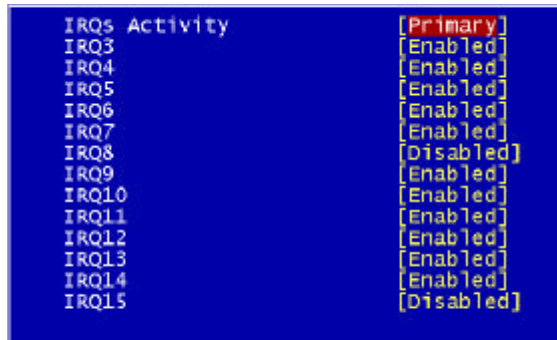 IRQs Activity [Primary]
IRQ3 [Enabled]
IRQ4 [Enabled]
IRQ5 [Enabled]
IRQ6 [Enabled]
IRQ7 [Enabled]
IRQ8 [Disabled]
IRQ9 [Enabled]
IRQ10 [Enabled]
IRQ11 [Enabled]
IRQ12 [Enabled]
IRQ13 [Enabled]
IRQ14 [Enabled]
IRQ15 [Disabled]